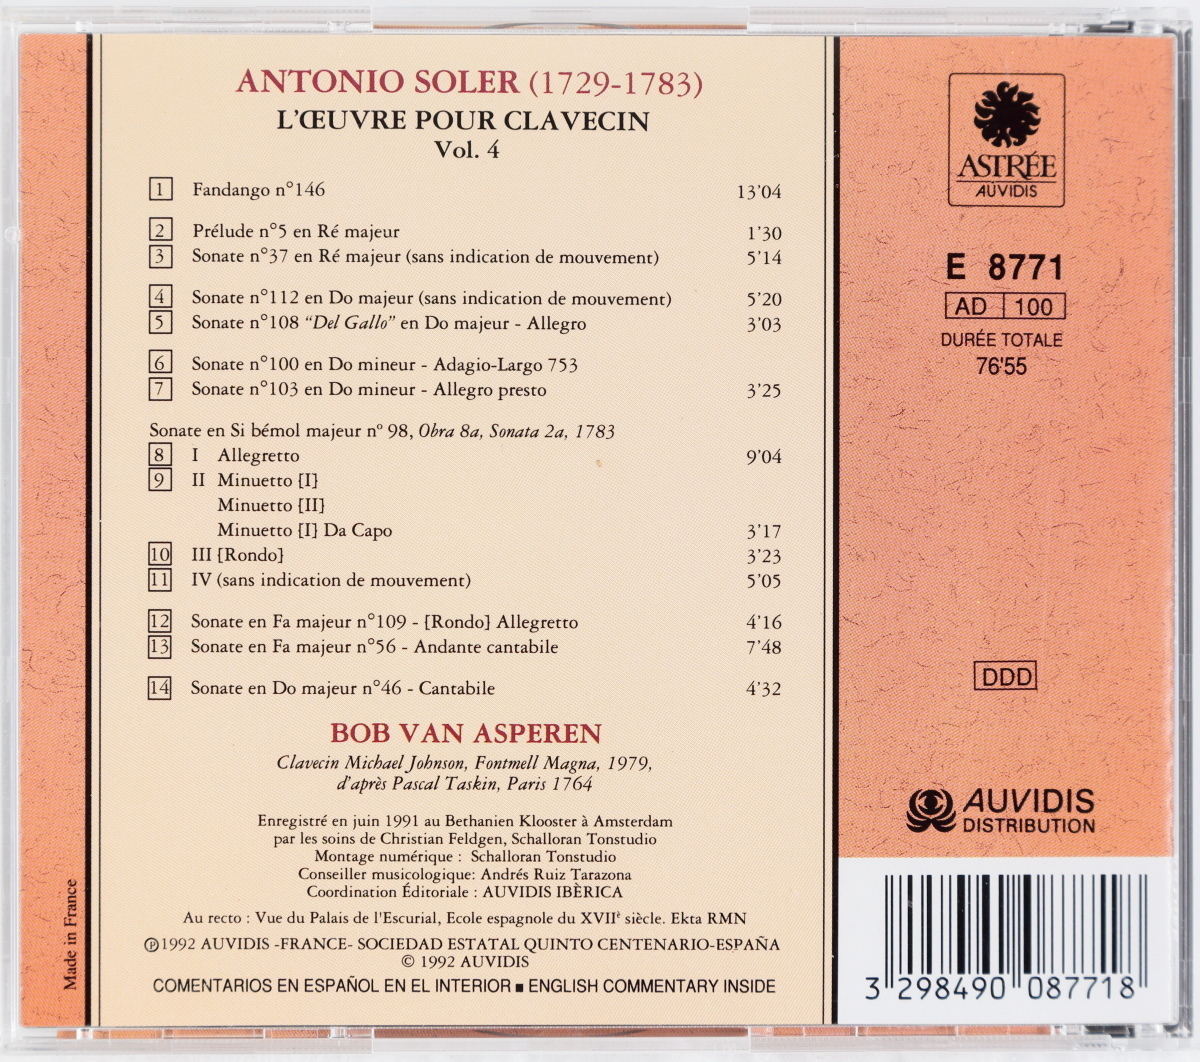 ANTONIO SOLER (1729-1783)
L'ŒUVRE POUR CLAVECIN
Vol. 4
1 Fandango n°146 13'04
2 Prélude n°5 en Ré majeur 1'30
3 Sonate n°37 en Ré majeur (sans indication de mouvement) 5'14
4 Sonate n°112 en Do majeur (sans indication de mouvement) 5'20
5 Sonate n°108 "Del Gallo" en Do majeur - Allegro 3'03
6 Sonate n°100 en Do mineur - Adagio-Largo 753
7 Sonate n°103 en Do mineur - Allegro presto 3'25
Sonate en Si bémol majeur n° 98, Obra 8a, Sonata 2a, 1783
8 I Allegretto 9'04
9 II Minuetto [I]
Minuetto [II]
Minuetto [I] Da Capo 3'17
10 III [Rondo] 3'23
11 IV (sans indication de mouvement) 5'05
12 Sonate en Fa majeur n°109 - [Rondo] Allegretto 4'16
13 Sonate en Fa majeur n°56 - Andante cantabile 7'48
14 Sonate en Do majeur n°46 - Cantabile 4'32
BOB VAN ASPEREN
Clavecin Michael Johnson, Fontmell Magna, 1979,
d'après Pascal Taskin, Paris 1764
Enregistré en juin 1991 au Bethanien Klooster à Amsterdam
par les soins de Christian Feldgen, Schalloran Tonstudio
Montage numérique : Schalloran Tonstudio
Conseiller musicologique: Andrés Ruiz Tarazona
Coordination Éditoriale : AUVIDIS IBÈRICA
Au recto : Vue du Palais de l'Escurial, Ecole espagnole du XVIIè siècle. Ekta RMN
℗1992 AUVIDIS -FRANCE- SOCIEDAD ESTATAL QUINTO CENTENARIO-ESPAÑA
© 1992 AUVIDIS
COMENTARIOS EN ESPAÑOL EN EL INTERIOR ■ ENGLISH COMMENTARY INSIDE
Made in France
ASTRÉE
AUVIDIS
E 8771
AD 100
DURÉE TOTALE
76'55
DDD
AUVIDIS
DISTRIBUTION
3 298490 087718